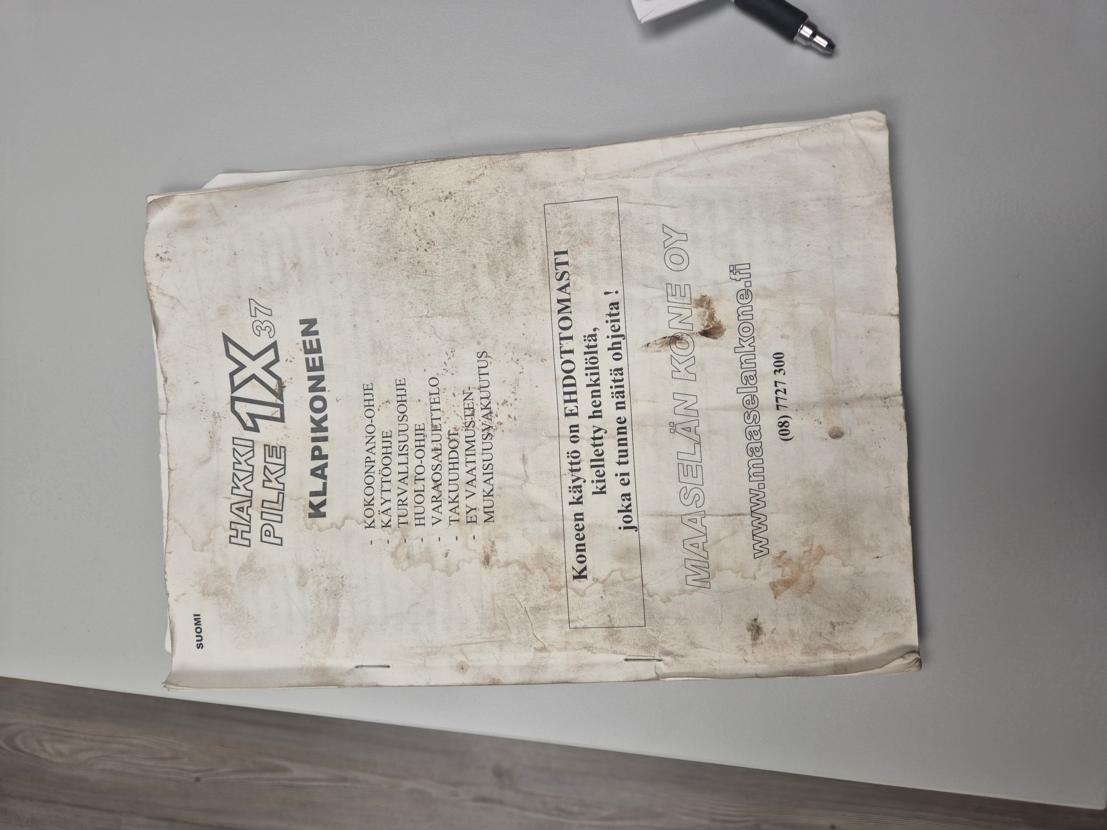 SUOMI
HAKKI
PILKE 1X 37
KLAPIKONEEN
- KOKOONPANO-OHJE
- KÄYTTÖOHJE
- TURVALLISUUSOHJE
- HUOLTO-OHJE
- VARAOSALUETTELO
- TAKUUHDOT
- EY VAATIMUSTEN-
MUKAISUUSVAKUUTUS
Koneen käyttö on EHDOTTOMASTI
kielletty henkilöltä,
joka ei tunne näitä ohjeita !
MAASELÄN KONE OY
www.maaselankone.fi
(08) 7727 300